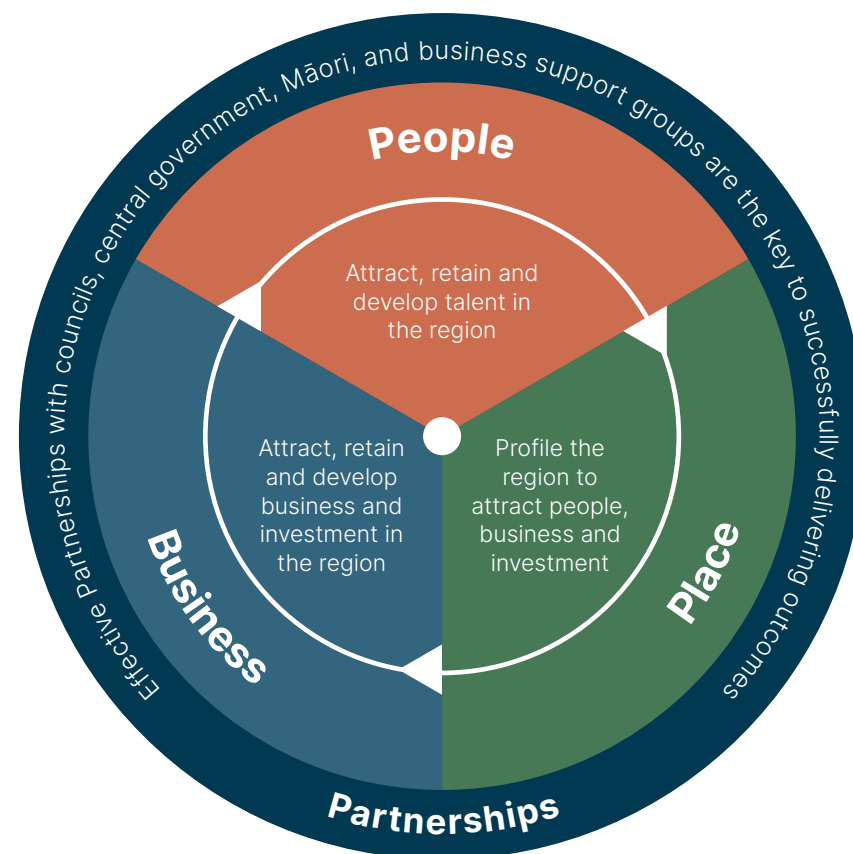 Effective Partnerships with councils, central government, Māori, and business support groups are the key to successfully delivering outcomes
People
Attract, retain and
develop talent in
the region
Business
Attract, retain
and develop
business and
investment in
the region
Place
Profile the
region to
attract people,
business and
investment
Partnerships